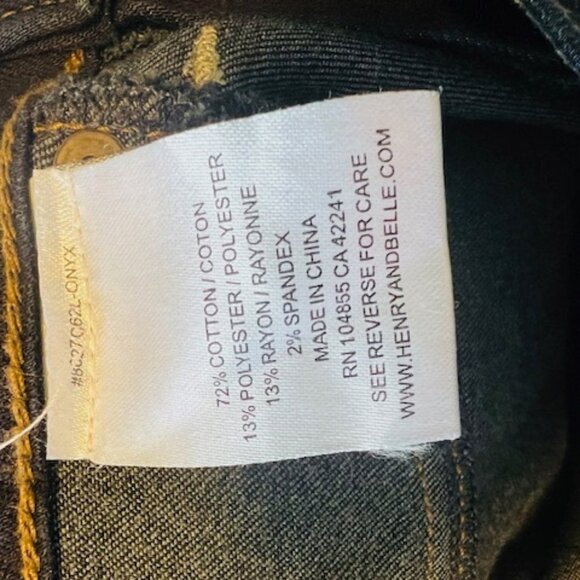 72% COTTON / COTON
13% POLYESTER / POLYESTER
13% RAYON / RAYONNE
2% SPANDEX
MADE IN CHINA
RN 104855 CA 42241
SEE REVERSE FOR CARE
WWW.HENRYANDBELLE.COM